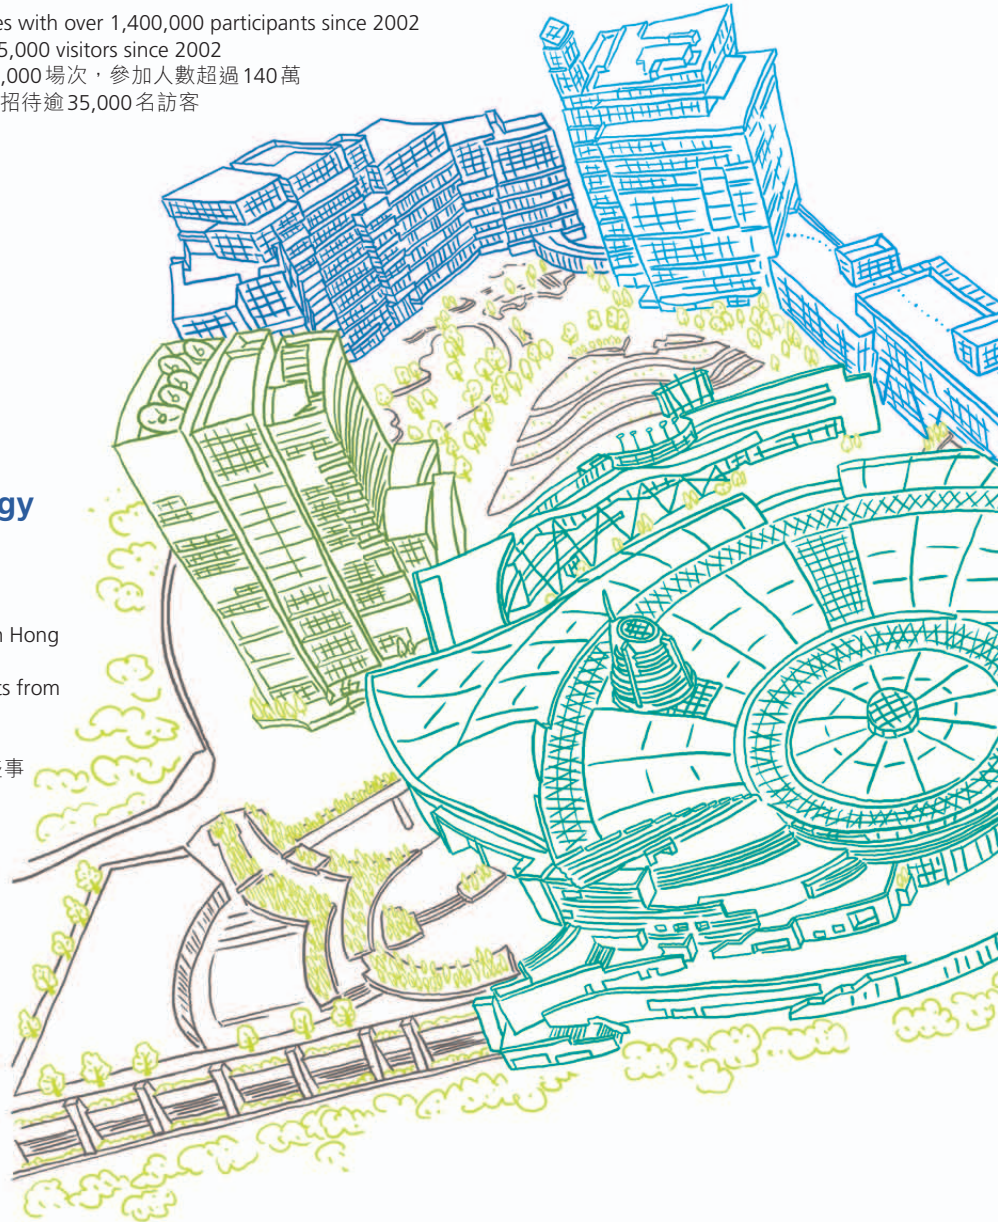 es with over 1,400,000 participants since 2002
5,000 visitors since 2002
,000場次，參加人數超過140萬
招待逾35,000名訪客
gy
n Hong
ts from
事